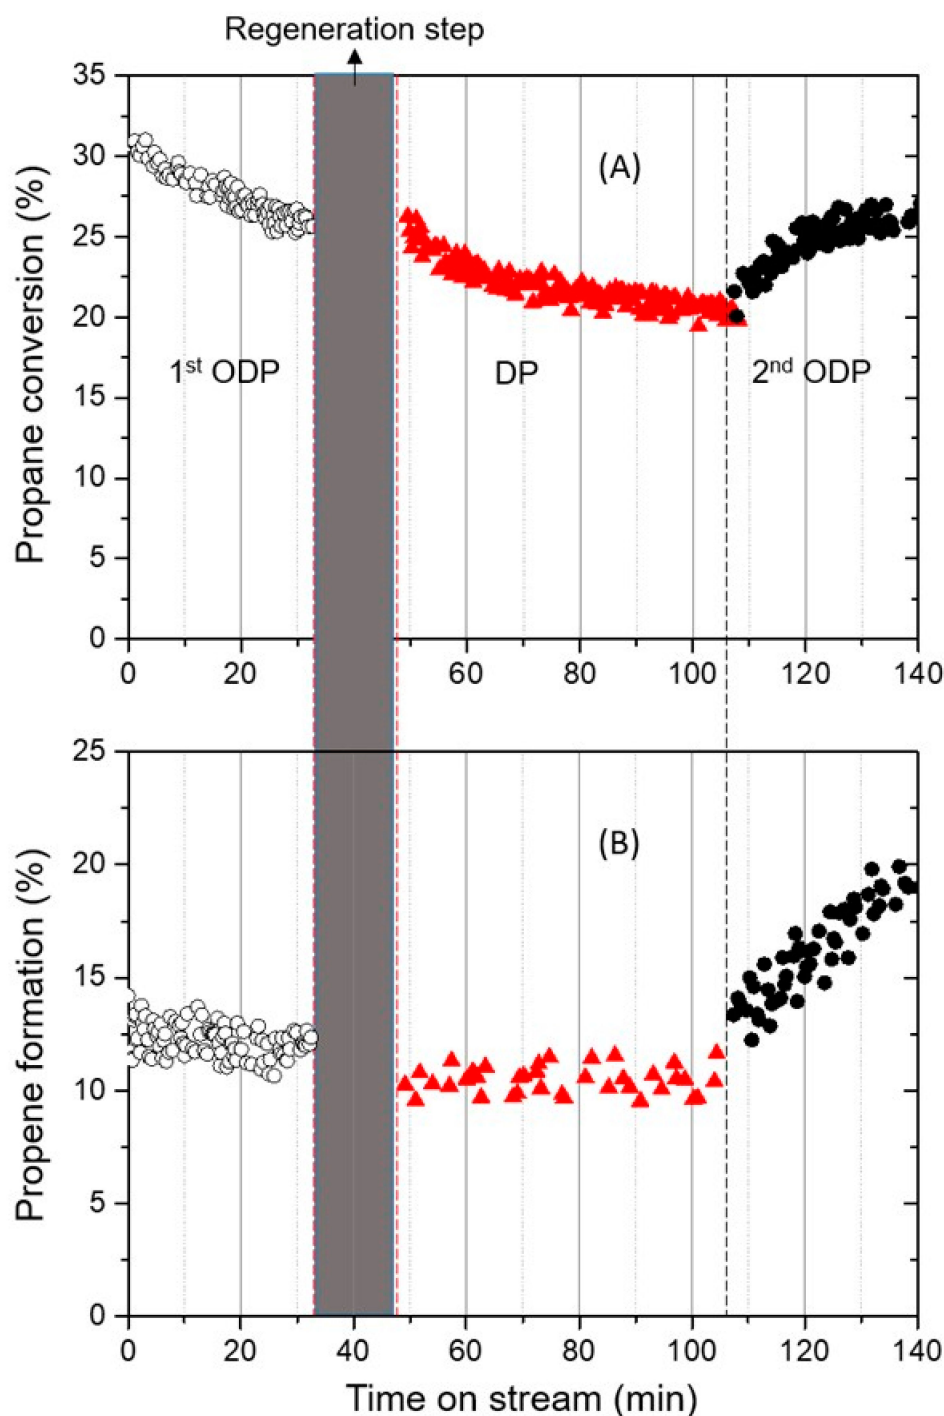 Regeneration step
35
30
25
20
15
10
5
0
Propane conversion (%)
(A)
1st ODP
DP
2nd ODP
0 20 60 80 100 120 140
25
20
15
10
5
0
Propene formation (%)
(B)
0 20 40 60 80 100 120 140
Time on stream (min)